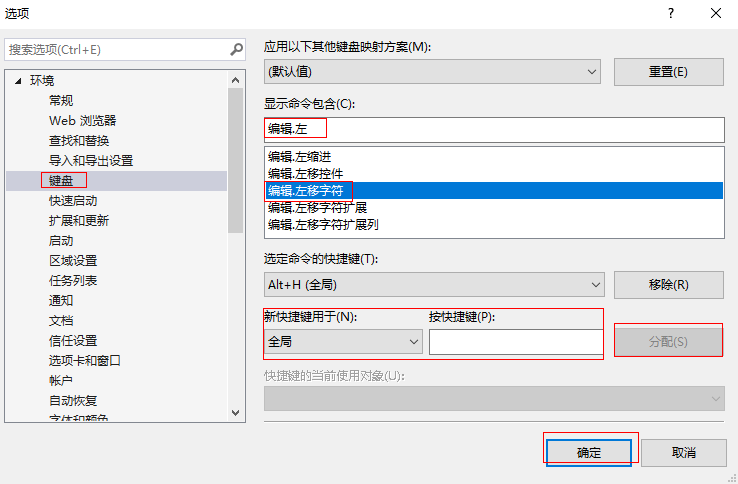 选项
搜索选项(Ctrl+E)
环境
常规
Web 浏览器
查找和替换
导入和导出设置
键盘
快速启动
扩展和更新
启动
区域设置
任务列表
通知
文档
信任设置
选项卡和窗口
帐户
自动恢复
字体和颜色
应用以下其他键盘映射方案(M):
(默认值)
重置(E)
显示命令包含(C):
编辑.左
编辑.左缩进
编辑.左移控件
编辑.左移字符
编辑.左移字符扩展
编辑.左移字符扩展列
选定命令的快捷键(T):
Alt+H (全局)
移除(R)
新快捷键用于(N):
按快捷键(P):
全局
分配(S)
快捷键的当前使用对象(U):
确定
取消